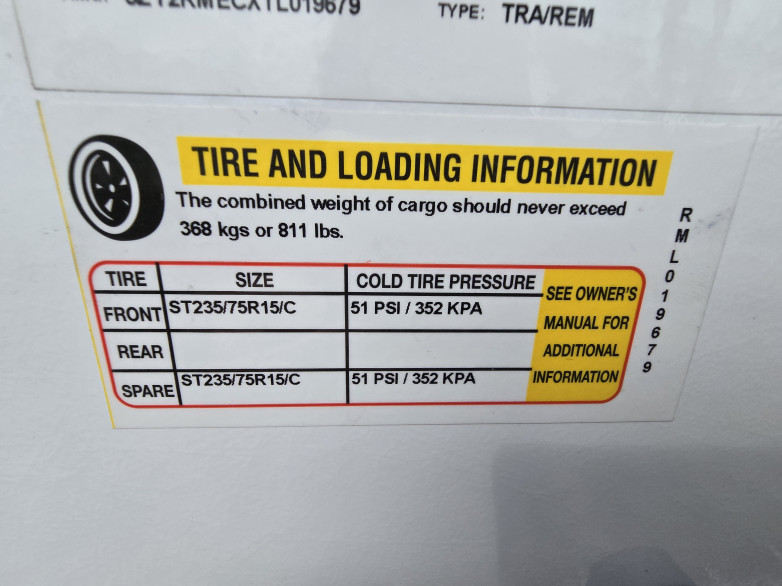 TYPE: TRA/REM
TIRE AND LOADING INFORMATION
The combined weight of cargo should never exceed
368 kgs or 811 lbs.
TIRE SIZE COLD TIRE PRESSURE SEE OWNER'S MANUAL FOR ADDITIONAL INFORMATION
FRONT ST235/75R15/C 51 PSI / 352 KPA
REAR
SPARE ST235/75R15/C 51 PSI / 352 KPA
RML019679